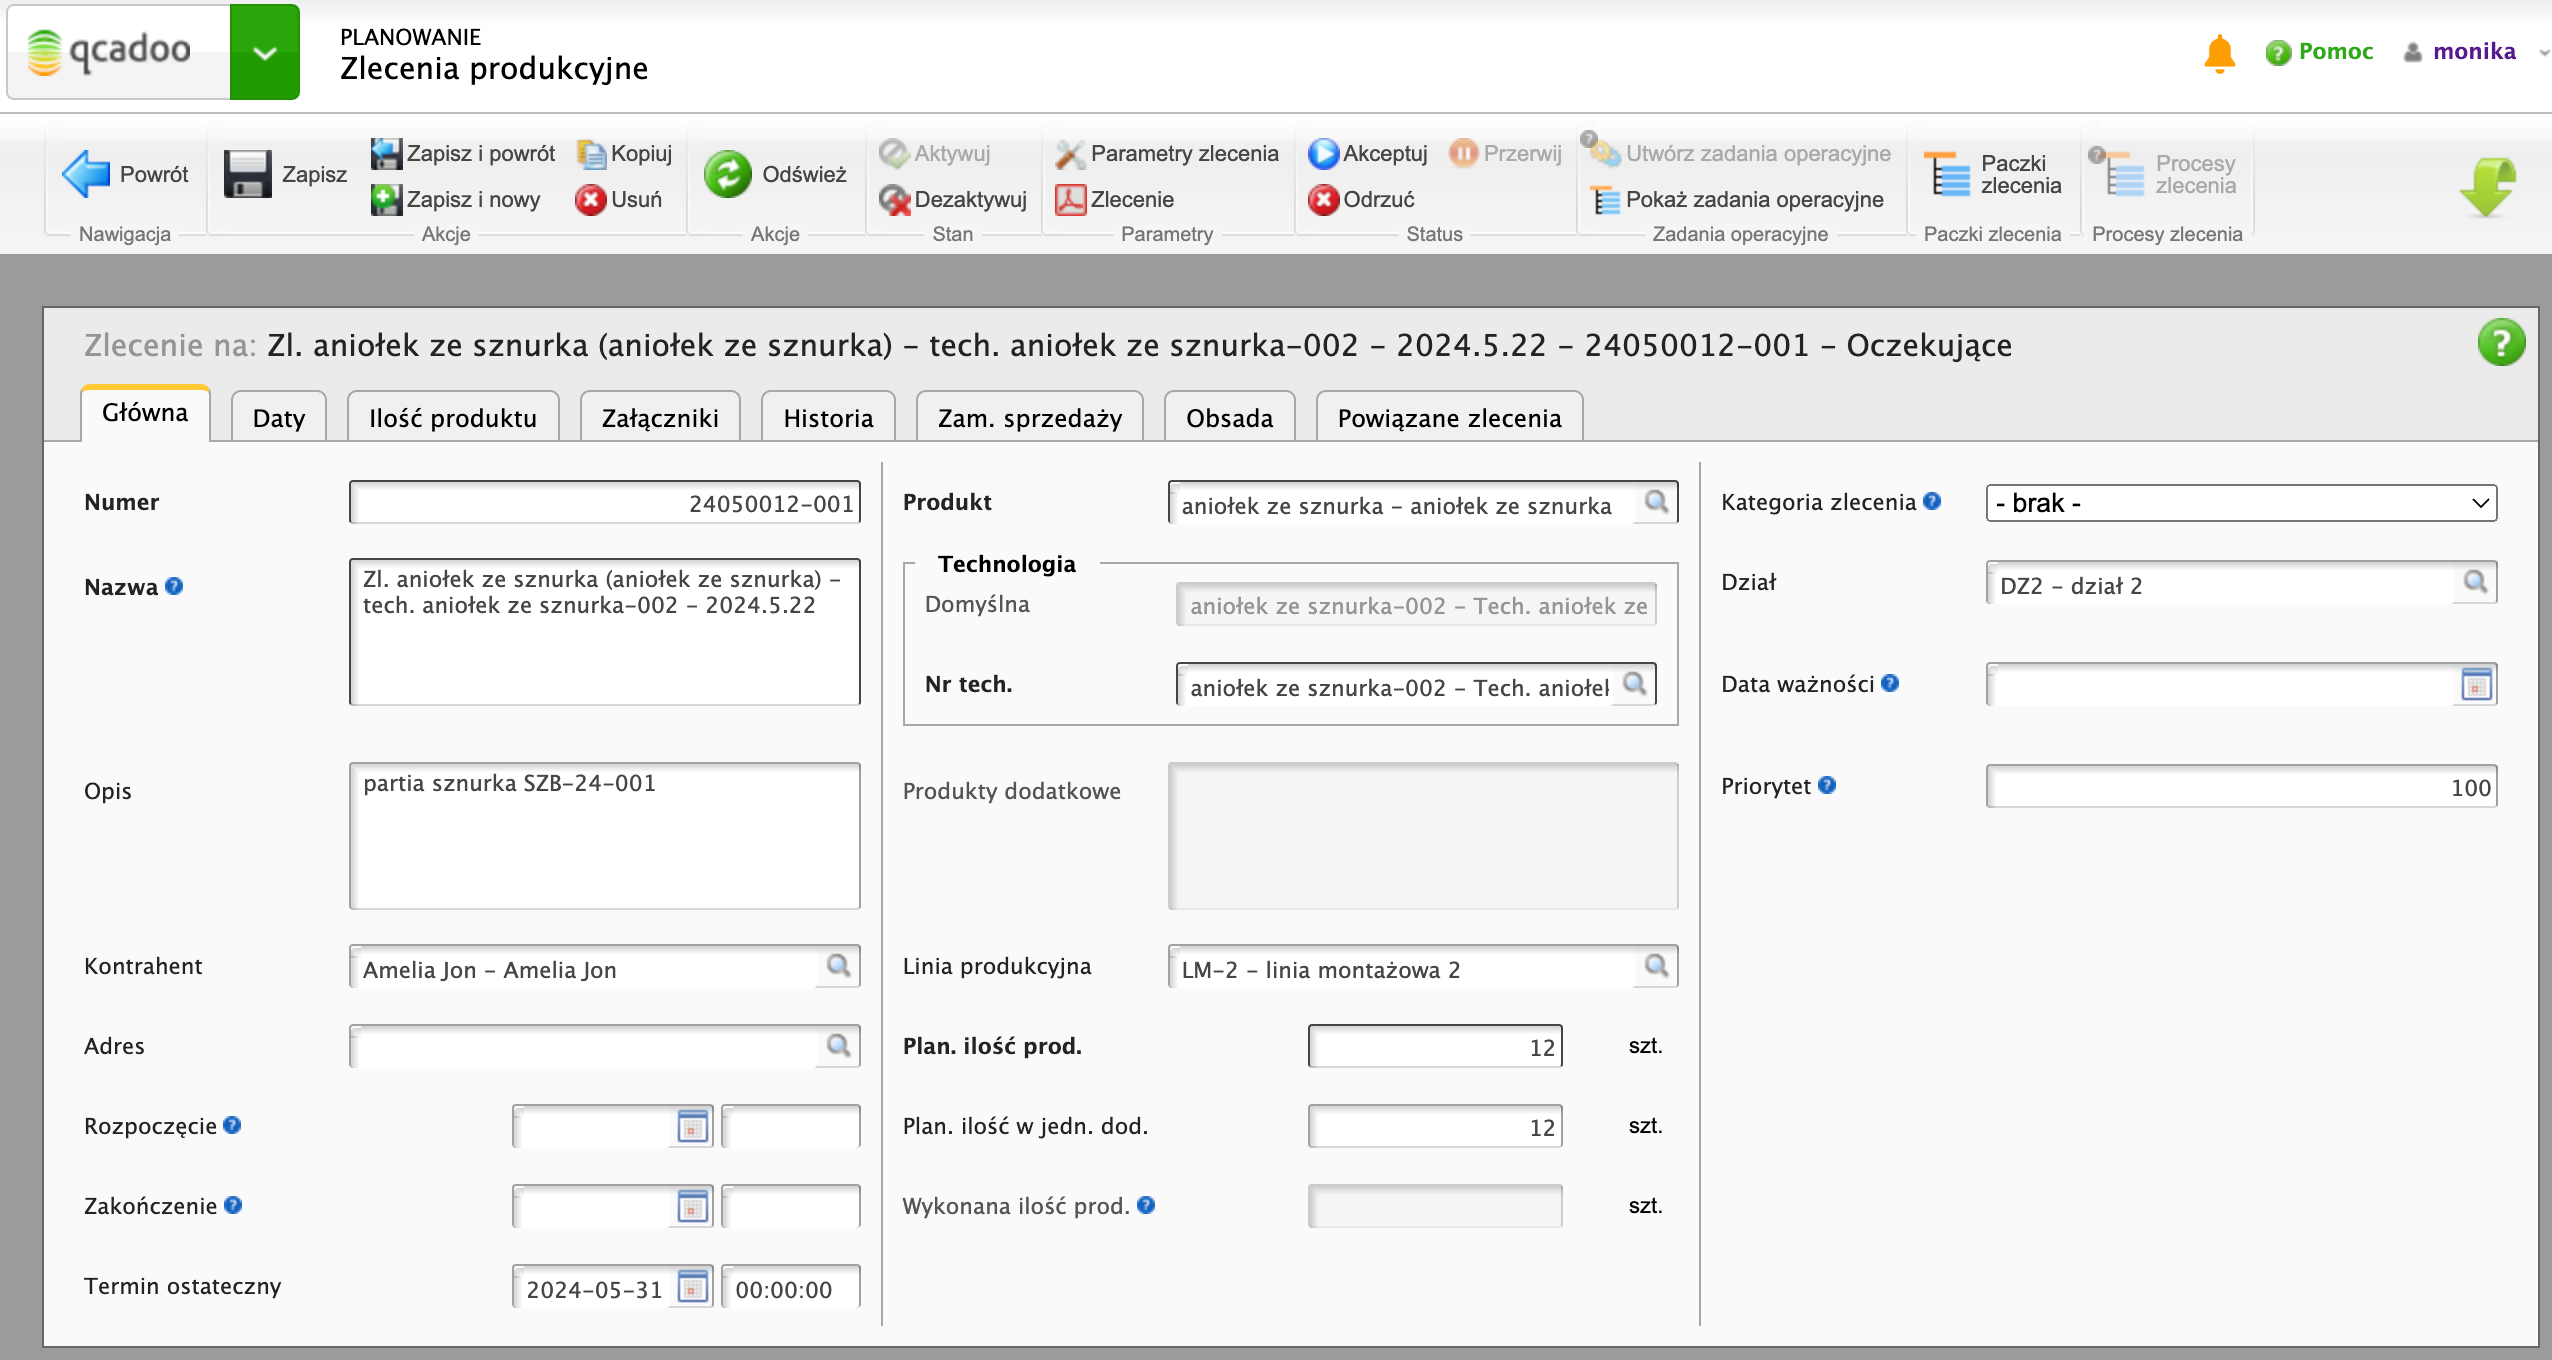 qcadoo
PLANOWANIE
Zlecenia produkcyjne
Pomoc
monika
Powrót
Nawigacja
Zapisz
Zapisz i powrót
Kopiuj
Zapisz i nowy
Usuń
Akcje
Odśwież
Akcje
Aktywuj
Dezaktywuj
Stan
Parametry zlecenia
Zlecenie
Parametry
Akceptuj
Przerwij
Odrzuć
Status
Utwórz zadania operacyjne
Pokaż zadania operacyjne
Zadania operacyjne
Paczki
zlecenia
Paczki zlecenia
Procesy
zlecenia
Procesy zlecenia
Zlecenie na: Zl. aniołek ze sznurka (aniołek ze sznurka) - tech. aniołek ze sznurka-002 - 2024.5.22 - 24050012-001 - Oczekujące
Główna
Daty
Ilość produktu
Załączniki
Historia
Zam. sprzedaży
Obsada
Powiązane zlecenia
Numer
24050012-001
Nazwa
Zl. aniołek ze sznurka (aniołek ze sznurka) -
tech. aniołek ze sznurka-002 - 2024.5.22
Opis
partia sznurka SZB-24-001
Kontrahent
Amelia Jon - Amelia Jon
Adres
Rozpoczęcie
Zakończenie
Termin ostateczny
2024-05-31
00:00:00
Produkt
aniołek ze sznurka - aniołek ze sznurka
Technologia
Domyślna
aniołek ze sznurka-002 - Tech. aniołek ze
Nr tech.
aniołek ze sznurka-002 - Tech. aniołek
Produkty dodatkowe
Linia produkcyjna
LM-2 - linia montażowa 2
Plan. ilość prod.
12
szt.
Plan. ilość w jedn. dod.
12
szt.
Wykonana ilość prod.
szt.
Kategoria zlecenia
- brak -
Dział
DZ2 - dział 2
Data ważności
Priorytet
100